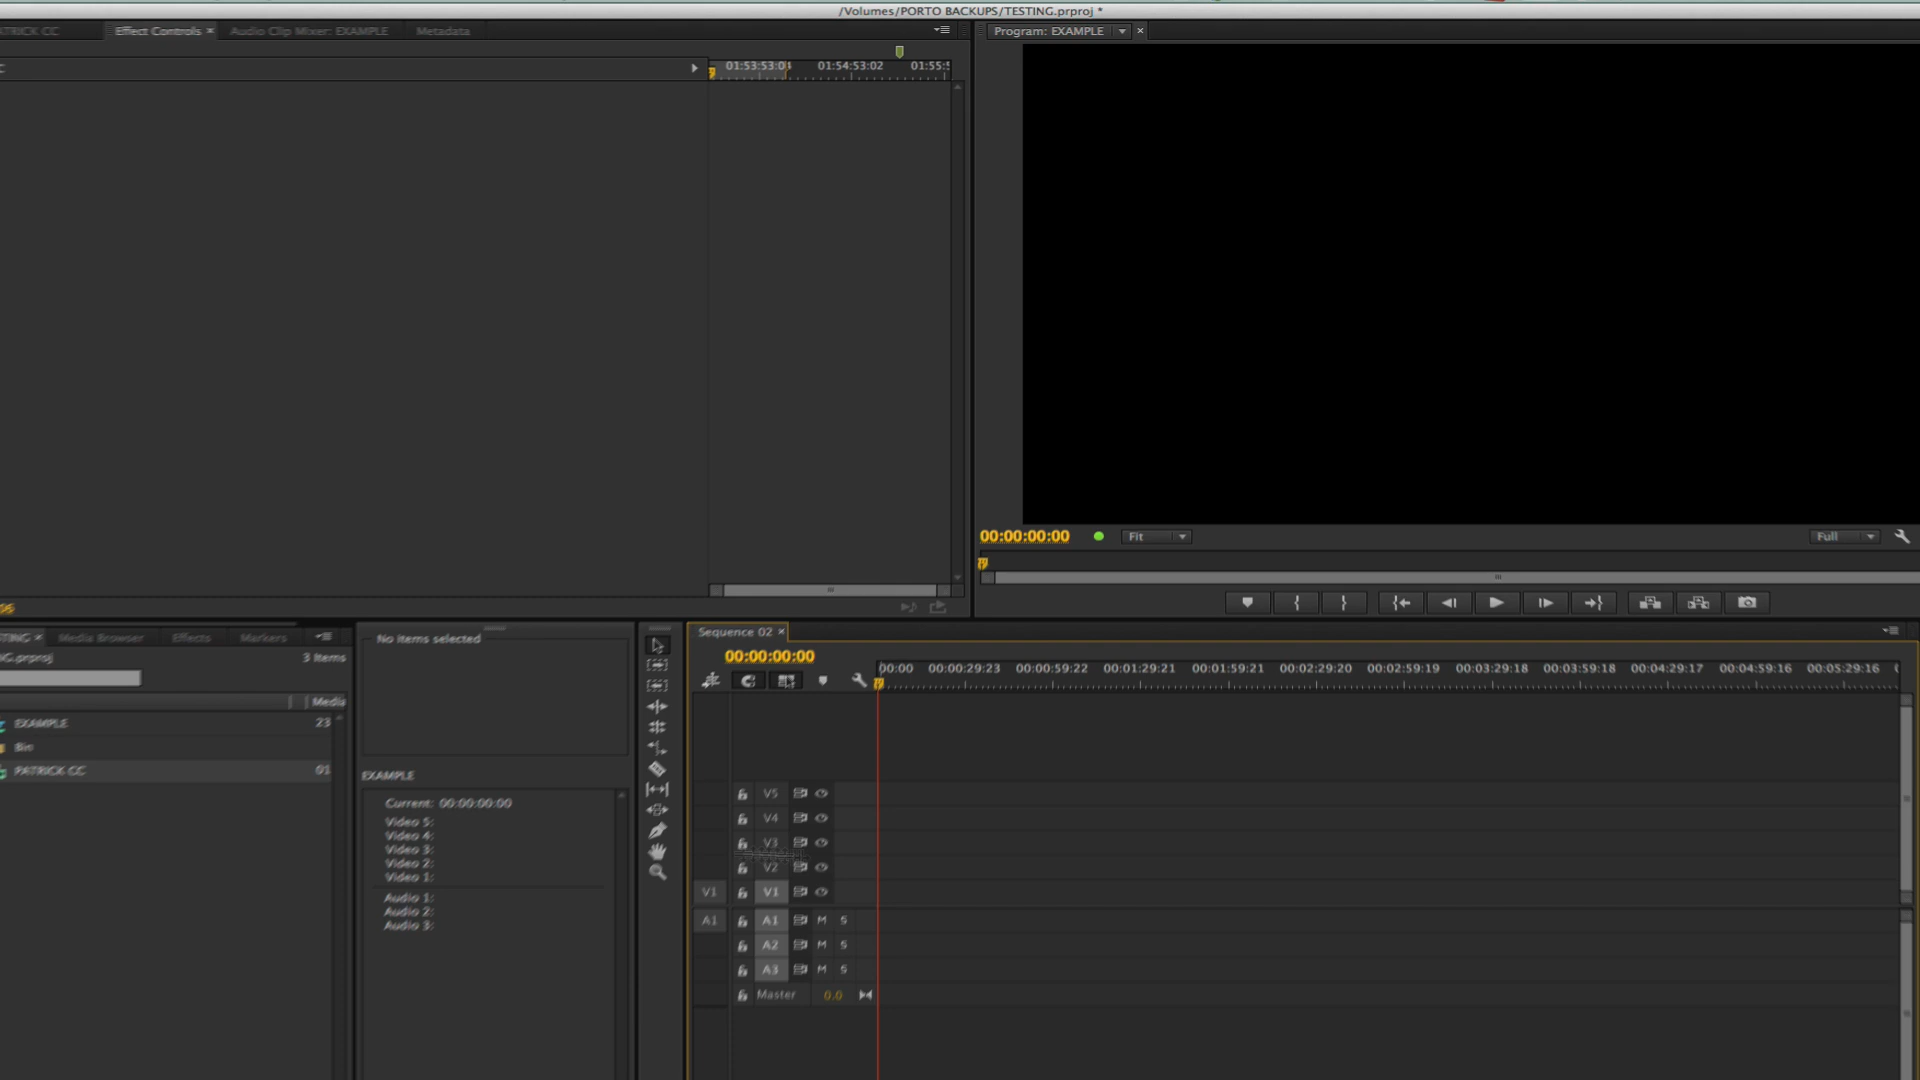 /Volumes/PORTO BACKUPS/TESTING.prproj *
TRICK CC
Effect Controls ×
Audio Clip Mixer: EXAMPLE
Metadata
Program: EXAMPLE ×
01:53:53:0
01:54:53:02
01:55:
00:00:00:00
Fit
Full
TING ×
Media Browser
Effects
Markers
NG.prproj
3 Items
Media
EXAMPLE
23
Bin
PATRICK CC
01
No items selected
EXAMPLE
Current: 00:00:00:00
Video 5:
Video 4:
Video 3:
Video 2:
Video 1:
Audio 1:
Audio 2:
Audio 3:
Sequence 02 ×
00:00:00:00
00:00
00:00:29:23
00:00:59:22
00:01:29:21
00:01:59:21
00:02:29:20
00:02:59:19
00:03:29:18
00:03:59:18
00:04:29:17
00:04:59:16
00:05:29:16
V5
V4
V3
V2
V1 V1
A1 A1 M S
A2 M S
A3 M S
Master 0.0